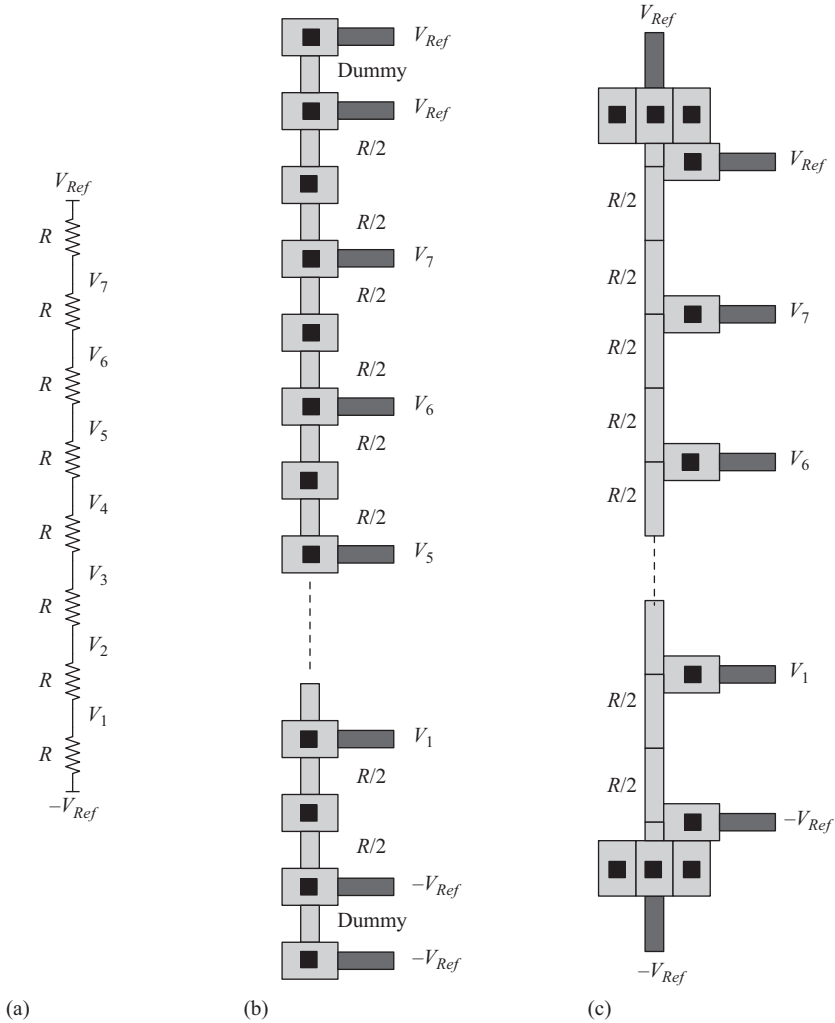 V_Ref
R
V_7
R
V_6
R
V_5
R
V_4
R
V_3
R
V_2
R
V_1
R
–V_Ref
(a)
V_Ref
Dummy
V_Ref
R/2
R/2
V_7
R/2
R/2
V_6
R/2
R/2
V_5
V_1
R/2
R/2
–V_Ref
Dummy
–V_Ref
(b)
V_Ref
V_Ref
R/2
R/2
V_7
R/2
R/2
V_6
R/2
V_1
R/2
R/2
–V_Ref
–V_Ref
(c)